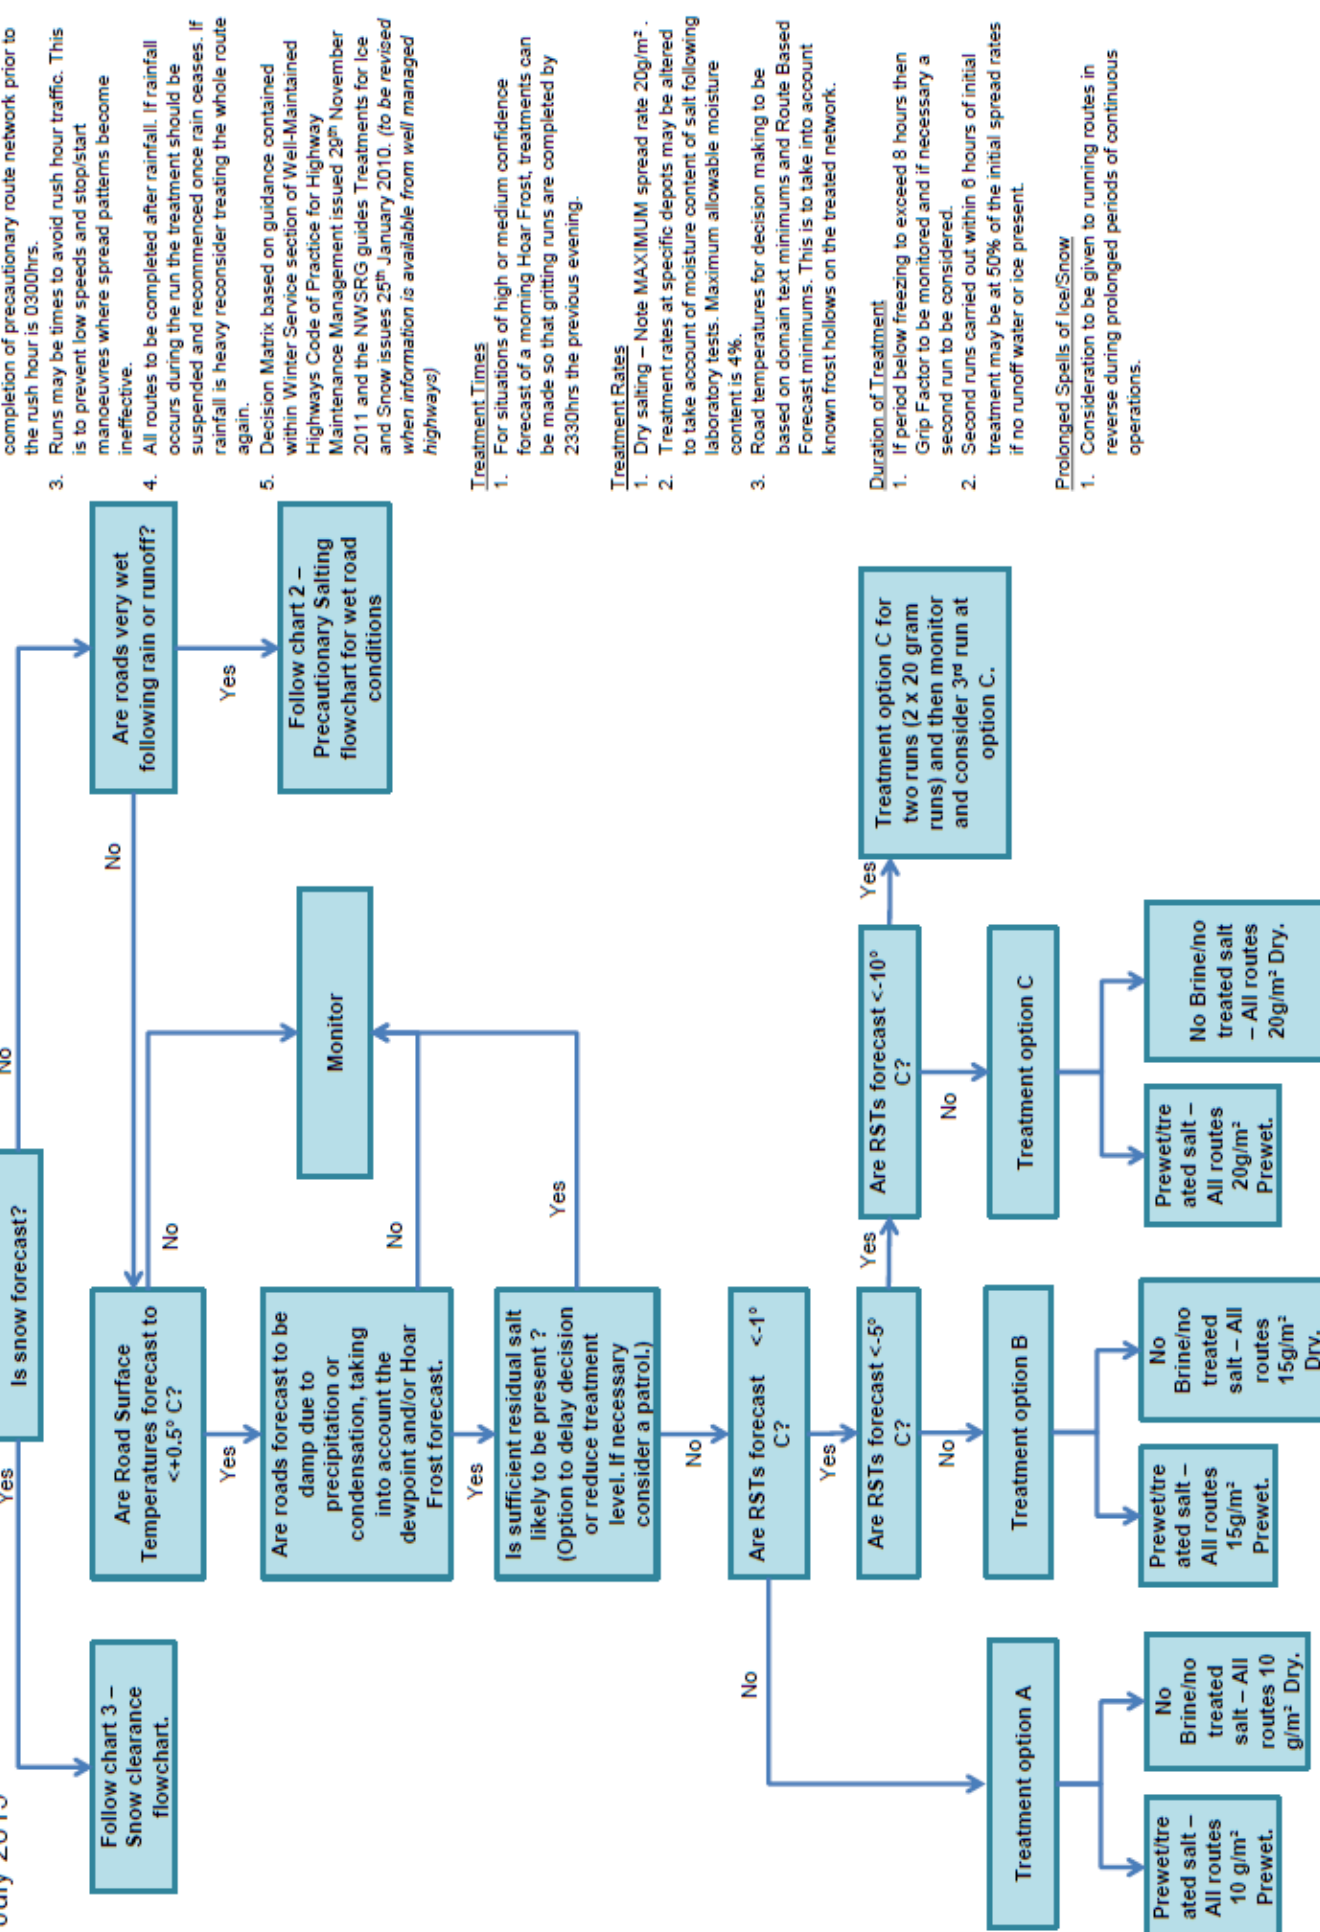 July 2015
Is snow forecast?
Yes
No
Follow chart 3 –
Snow clearance
flowchart.
Are Road Surface
Temperatures forecast to
<+0.5° C?
No
Are roads very wet
following rain or runoff?
No
Yes
Follow chart 2 –
Precautionary Salting
flowchart for wet road
conditions
Yes
Are roads forecast to be
damp due to
precipitation or
condensation, taking
into account the
dewpoint and/or Hoar
Frost forecast.
No
Monitor
Yes
Is sufficient residual salt
likely to be present ?
(Option to delay decision
or reduce treatment
level. If necessary
consider a patrol.)
Yes
No
Are RSTs forecast <-1°
C?
No
Yes
Are RSTs forecast <-5°
C?
Yes
Are RSTs forecast <-10°
C?
Yes
Treatment option C for
two runs (2 x 20 gram
runs) and then monitor
and consider 3rd run at
option C.
No
No
Treatment option A
Treatment option B
Treatment option C
Prewet/tre
ated salt –
All routes
10 g/m²
Prewet.
No
Brine/no
treated
salt – All
routes 10
g/m² Dry.
Prewet/tre
ated salt –
All routes
15g/m²
Prewet.
No
Brine/no
treated
salt – All
routes
15g/m²
Dry.
Prewet/tre
ated salt –
All routes
20g/m²
Prewet.
No Brine/no
treated salt
– All routes
20g/m² Dry.
completion of precautionary route network prior to
the rush hour is 0300hrs.
3. Runs may be times to avoid rush hour traffic. This
is to prevent low speeds and stop/start
manoeuvres where spread patterns become
ineffective.
4. All routes to be completed after rainfall. If rainfall
occurs during the run the treatment should be
suspended and recommenced once rain ceases. If
rainfall is heavy reconsider treating the whole route
again.
5. Decision Matrix based on guidance contained
within Winter Service section of Well-Maintained
Highways Code of Practice for Highway
Maintenance Management issued 29th November
2011 and the NWSRG guides Treatments for Ice
and Snow issues 25th January 2010. (to be revised
when information is available from well managed
highways)
Treatment Times
1. For situations of high or medium confidence
forecast of a morning Hoar Frost, treatments can
be made so that gritting runs are completed by
2330hrs the previous evening.
Treatment Rates
1. Dry salting – Note MAXIMUM spread rate 20g/m² .
2. Treatment rates at specific depots may be altered
to take account of moisture content of salt following
laboratory tests. Maximum allowable moisture
content is 4%.
3. Road temperatures for decision making to be
based on domain text minimums and Route Based
Forecast minimums. This is to take into account
known frost hollows on the treated network.
Duration of Treatment
1. If period below freezing to exceed 8 hours then
Grip Factor to be monitored and if necessary a
second run to be considered.
2. Second runs carried out within 6 hours of initial
treatment may be at 50% of the initial spread rates
if no runoff water or ice present.
Prolonged Spells of Ice/Snow
1. Consideration to be given to running routes in
reverse during prolonged periods of continuous
operations.